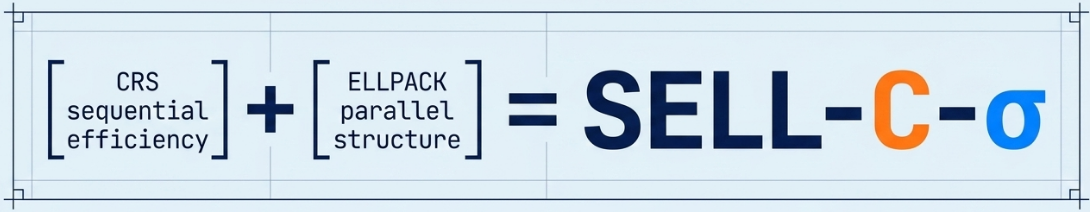 [CRS sequential efficiency] + [ELLPACK parallel structure] = SELL-C-σ